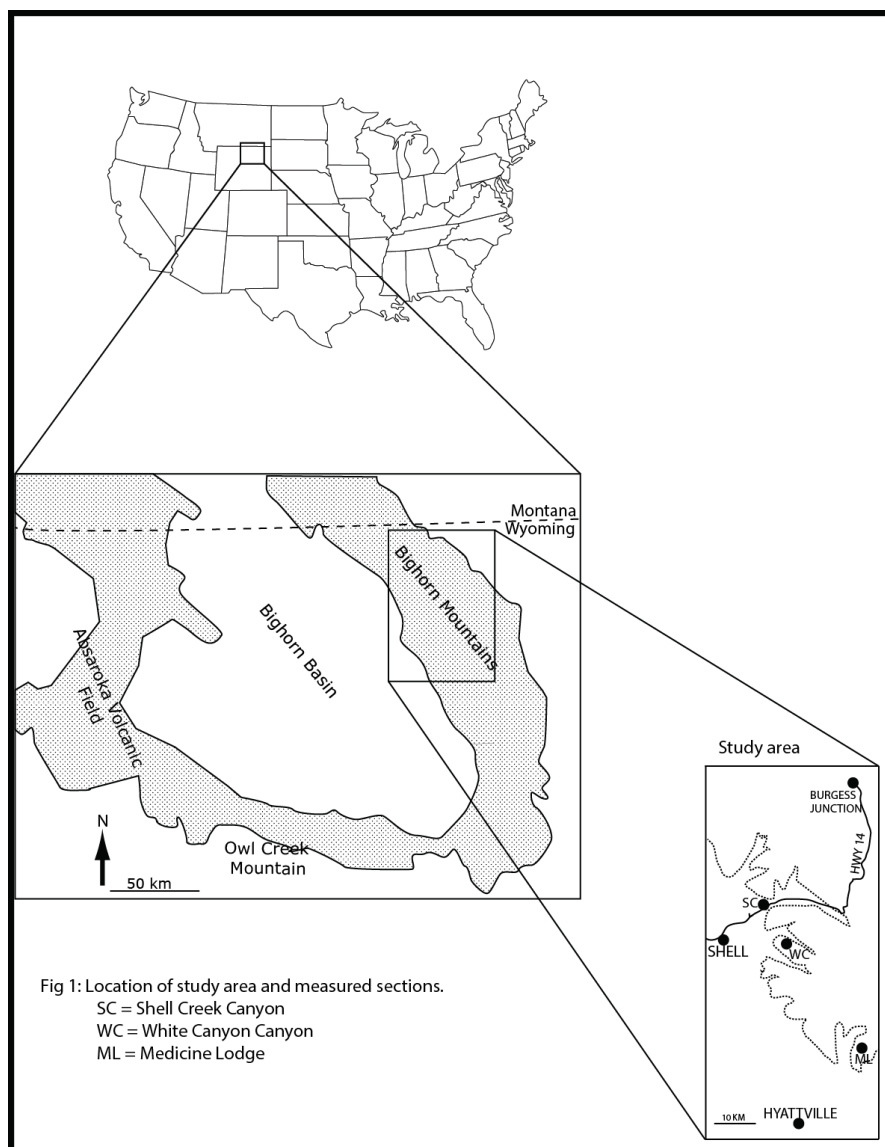 Montana
Wyoming
Bighorn Mountains
Bighorn Basin
Absaroka Volcanic
Field
N
50 km
Owl Creek
Mountain
Study area
BURGESS
JUNCTION
HWY 14
SC
SHELL
WC
ML
10 KM
HYATTVILLE
Fig 1: Location of study area and measured sections.
SC = Shell Creek Canyon
WC = White Canyon Canyon
ML = Medicine Lodge